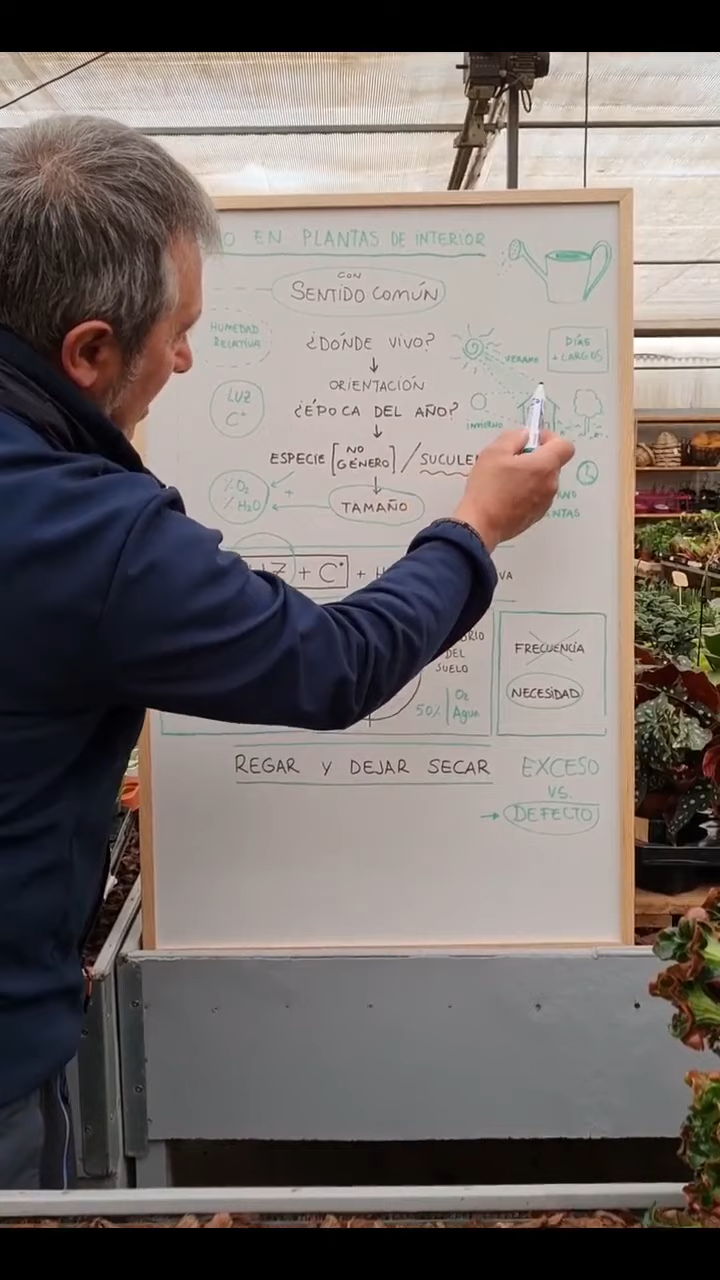 EN PLANTAS DE INTERIOR
CON
SENTIDO COMÚN
HUMEDAD
RELATIVA
¿DÓNDE VIVO?
VERANO
DÍAS
+ LARGOS
LUZ
C°
ORIENTACIÓN
¿ÉPOCA DEL AÑO?
INVIERNO
ESPECIE [NO GÉNERO] /
% O₂
% H₂O
+
TAMAÑO
+ C° +
DEL
SUELO
50%
O₂
Agua
FRECUENCIA
NECESIDAD
REGAR Y DEJAR SECAR
EXCESO
VS.
DEFECTO